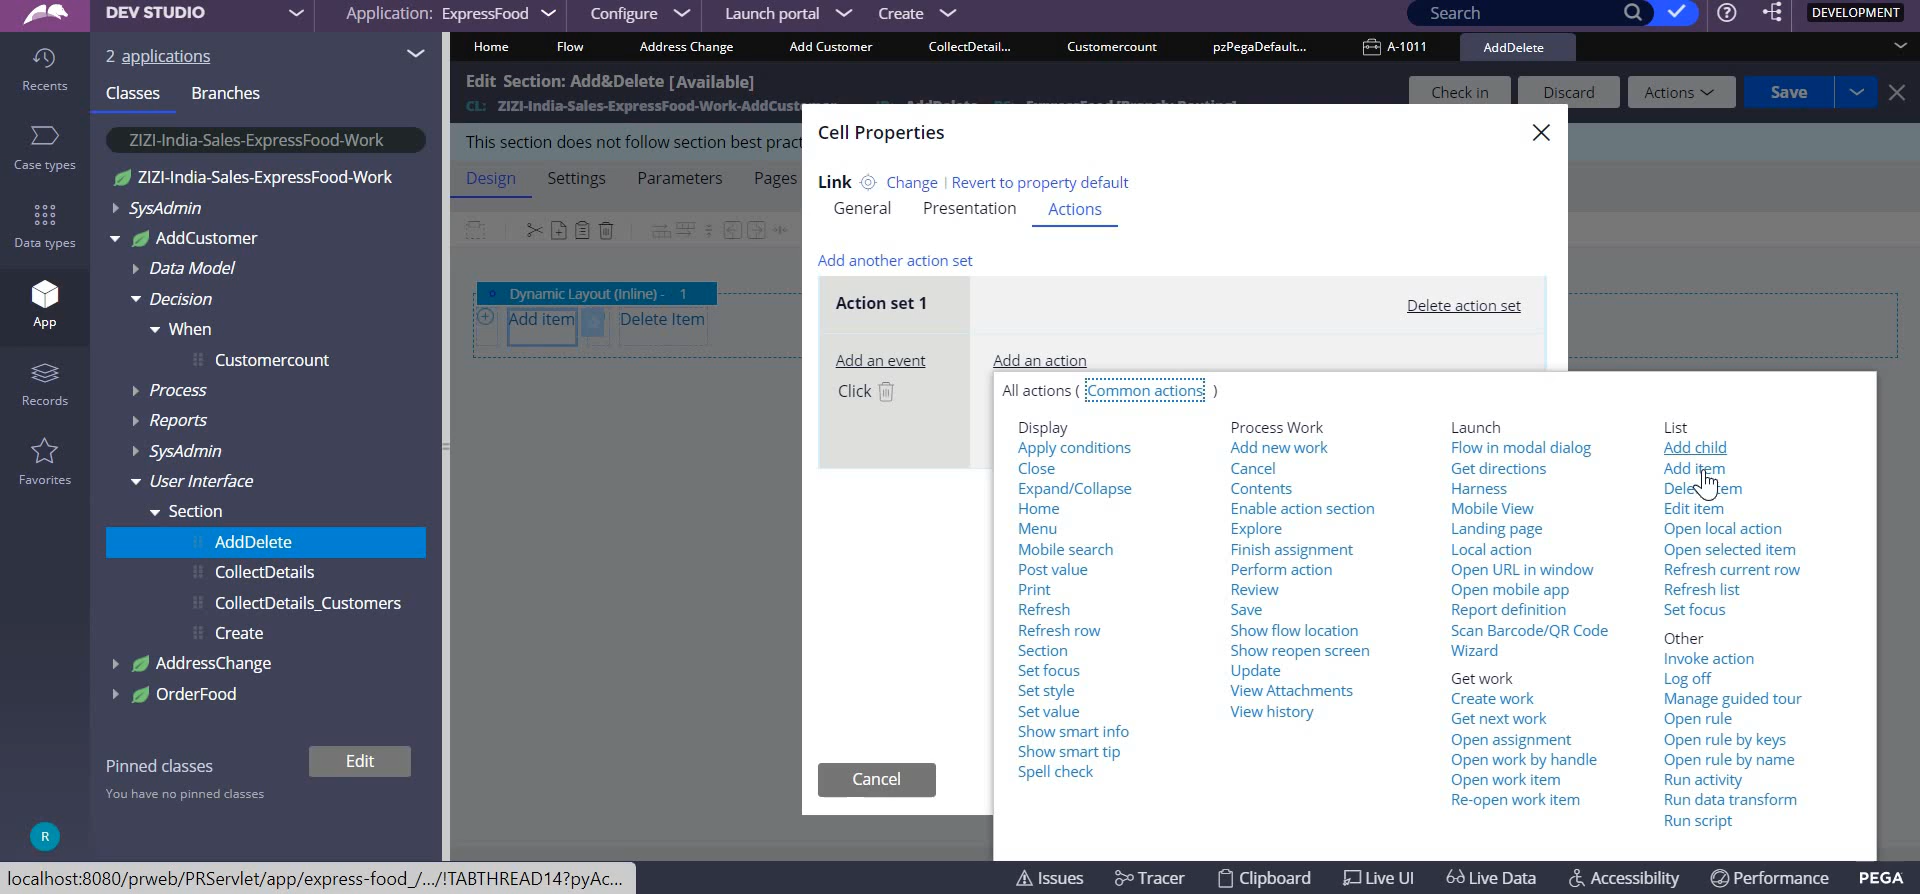 DEV STUDIO
Application: ExpressFood
Configure
Launch portal
Create
Search
DEVELOPMENT
Recents
Case types
Data types
App
Records
Favorites
R
2 applications
Classes
Branches
ZIZI-India-Sales-ExpressFood-Work
ZIZI-India-Sales-ExpressFood-Work
SysAdmin
AddCustomer
Data Model
Decision
When
Customercount
Process
Reports
SysAdmin
User Interface
Section
AddDelete
CollectDetails
CollectDetails_Customers
Create
AddressChange
OrderFood
Pinned classes
Edit
You have no pinned classes
Home
Flow
Address Change
Add Customer
CollectDetail...
Customercount
pzPegaDefault...
A-1011
AddDelete
Edit Section: Add&Delete [Available]
CL: ZIZI-India-Sales-ExpressFood-Work-AddCustomer
Check in
Discard
Actions
Save
This section does not follow section best pract
Design
Settings
Parameters
Pages
Dynamic Layout (Inline) - 1
Add item
Delete Item
Cell Properties
Link
Change | Revert to property default
General
Presentation
Actions
Add another action set
Action set 1
Delete action set
Add an event
Add an action
Click
Cancel
All actions ( Common actions )
Display
Apply conditions
Close
Expand/Collapse
Home
Menu
Mobile search
Post value
Print
Refresh
Refresh row
Section
Set focus
Set style
Set value
Show smart info
Show smart tip
Spell check
Process Work
Add new work
Cancel
Contents
Enable action section
Explore
Finish assignment
Perform action
Review
Save
Show flow location
Show reopen screen
Update
View Attachments
View history
Launch
Flow in modal dialog
Get directions
Harness
Mobile View
Landing page
Local action
Open URL in window
Open mobile app
Report definition
Scan Barcode/QR Code
Wizard
Get work
Create work
Get next work
Open assignment
Open work by handle
Open work item
Re-open work item
List
Add child
Add item
Delete item
Edit item
Open local action
Open selected item
Refresh current row
Refresh list
Set focus
Other
Invoke action
Log off
Manage guided tour
Open rule
Open rule by keys
Open rule by name
Run activity
Run data transform
Run script
localhost:8080/prweb/PRServlet/app/express-food_/.../!TABTHREAD14?pyAc...
Issues
Tracer
Clipboard
Live UI
Live Data
Accessibility
Performance
PEGA